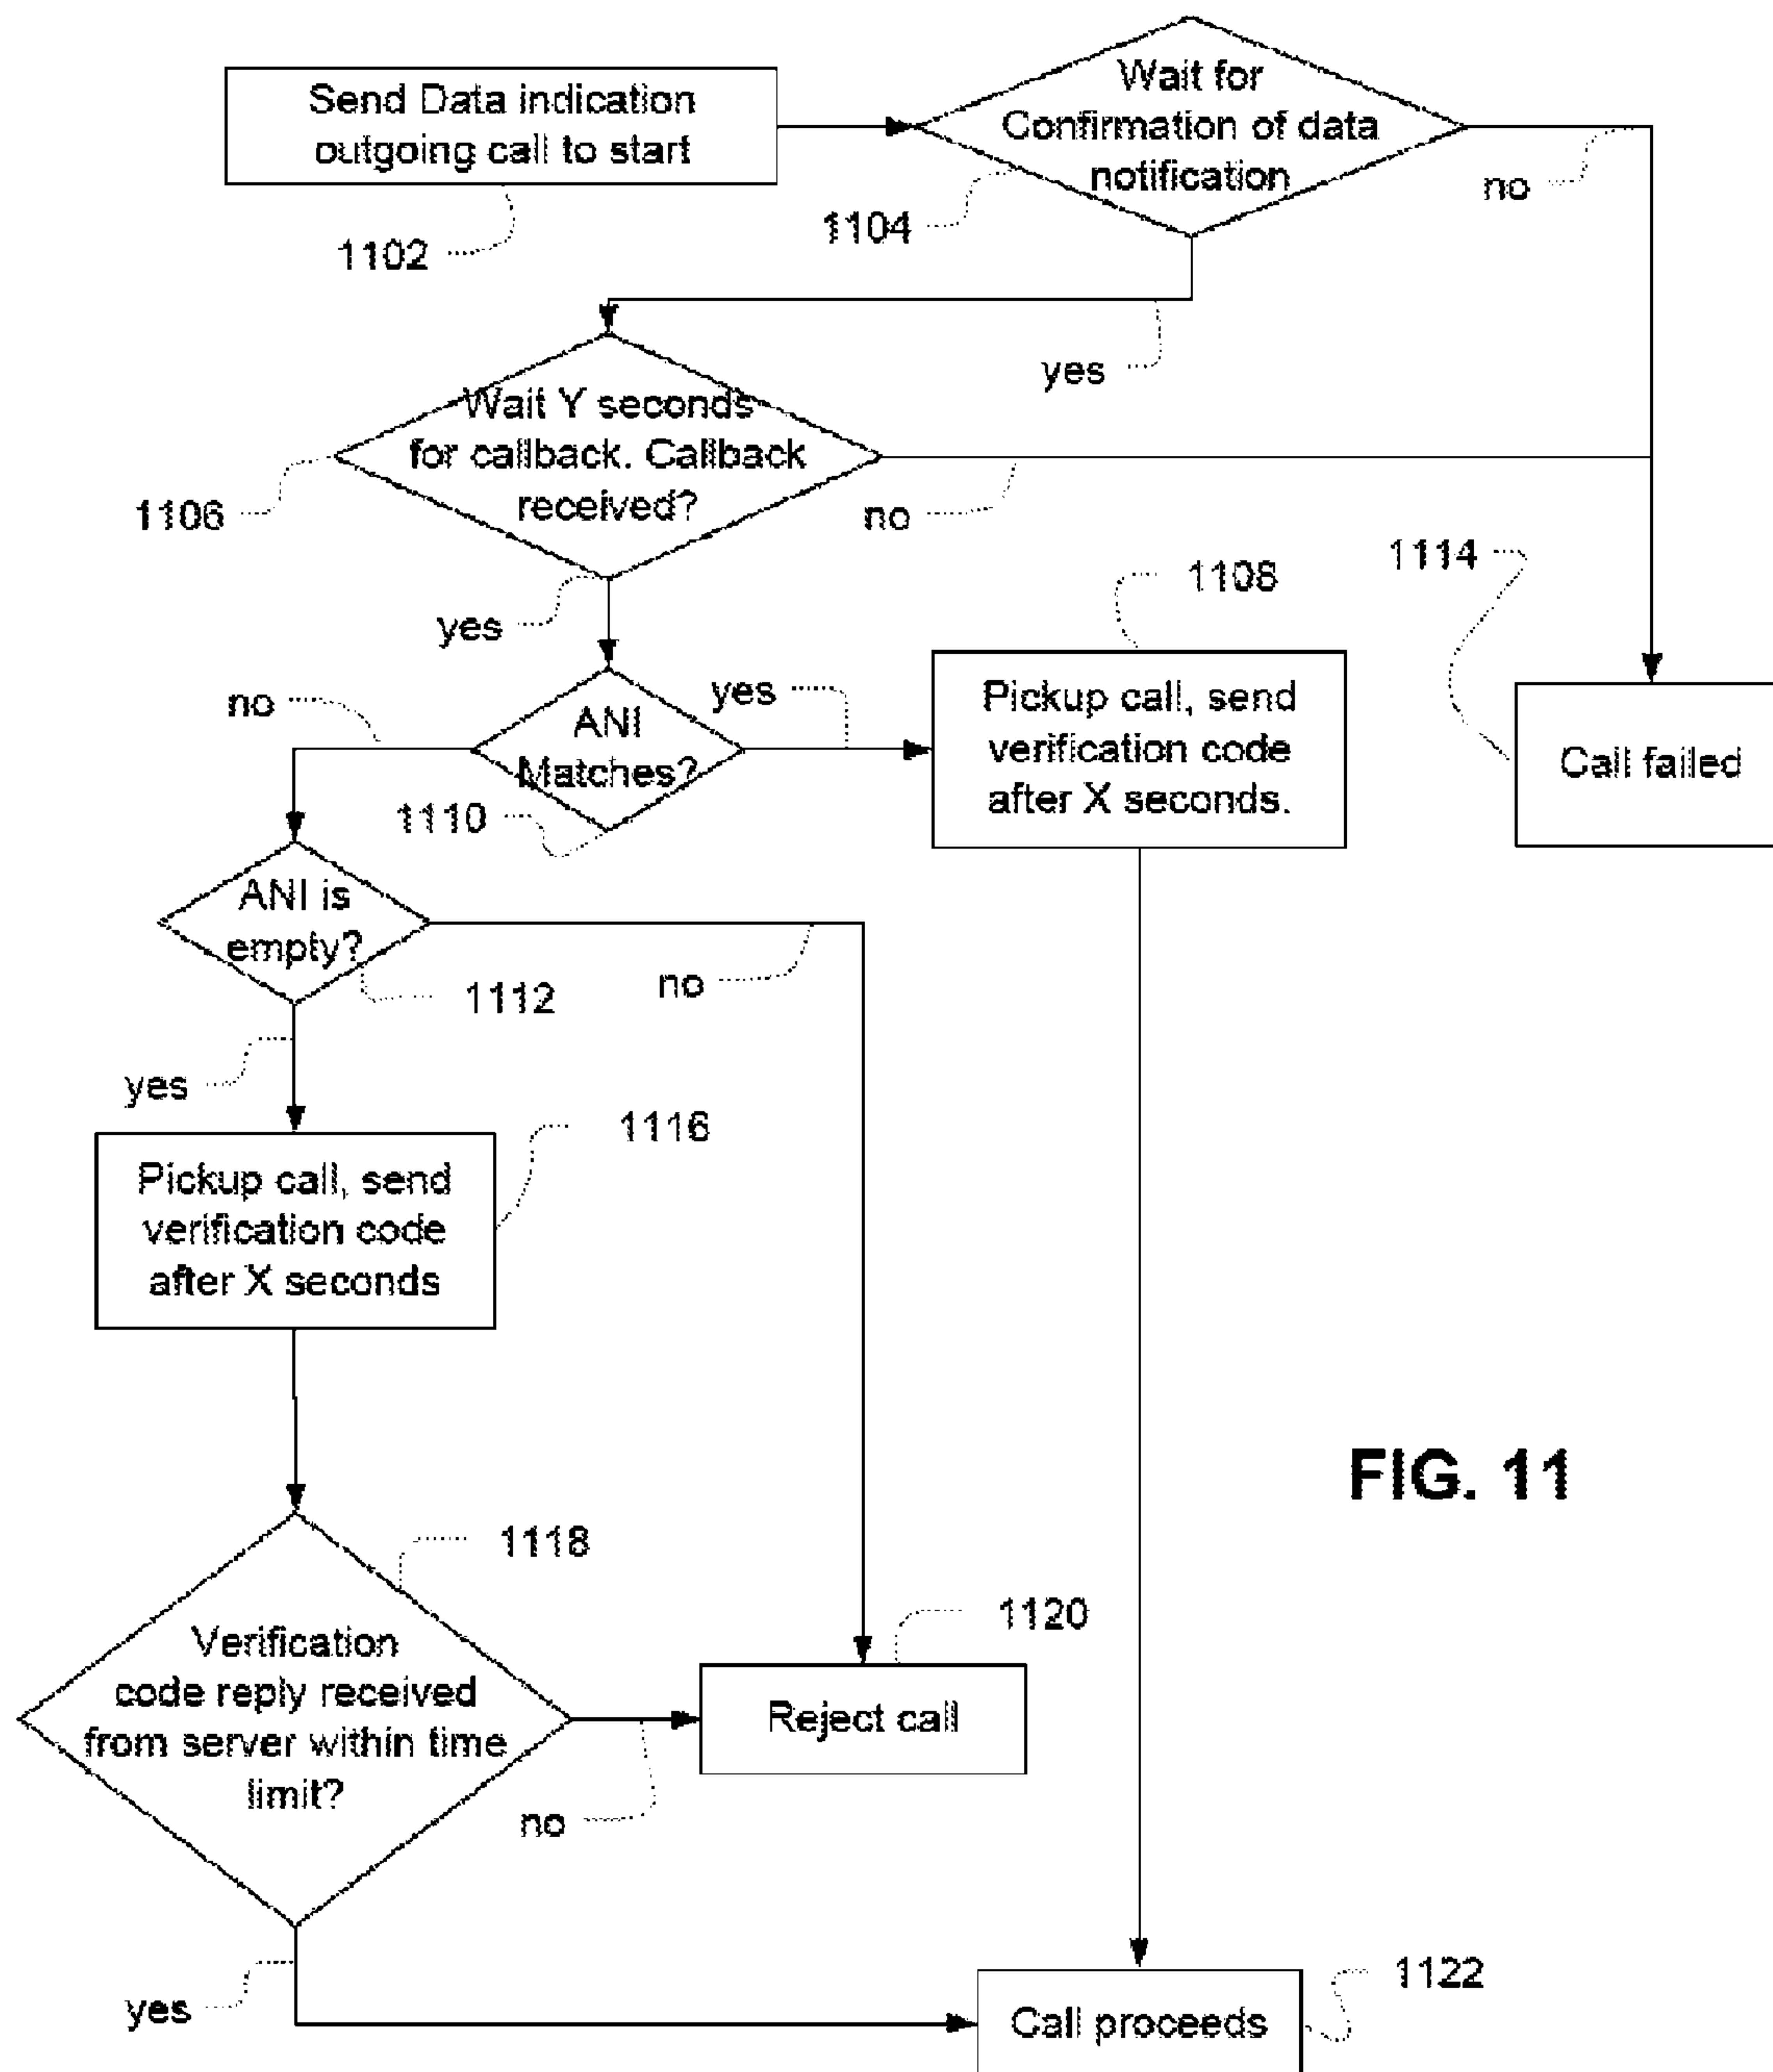 Send Data indication
outgoing call to start
1102
Wait for
Confirmation of data
notification
1104
no
yes
Wait Y seconds
for callback. Callback
received?
1106
no
yes
1114
1108
ANI
Matches?
no
yes
1110
Pickup call, send
verification code
after X seconds.
Call failed
ANI is
empty?
1112
no
yes
1116
Pickup call, send
verification code
after X seconds
FIG. 11
1118
Verification
code reply received
from server within time
limit?
1120
Reject call
no
yes
1122
Call proceeds